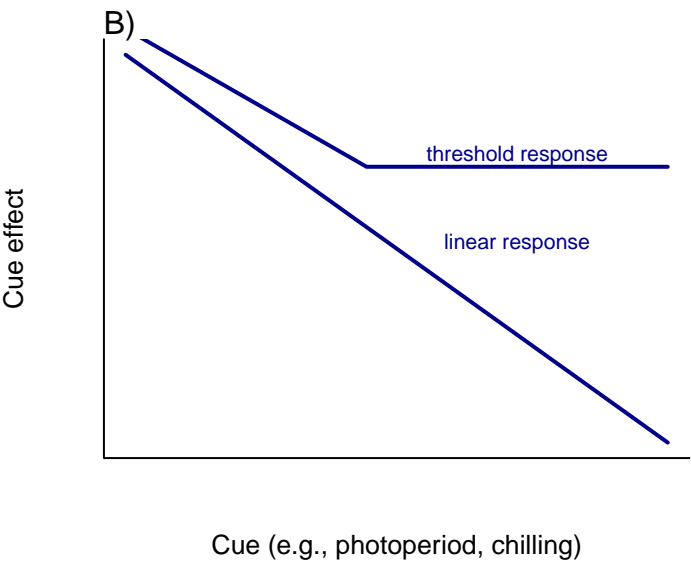 B)
threshold response
linear response
Cue effect
Cue (e.g., photoperiod, chilling)